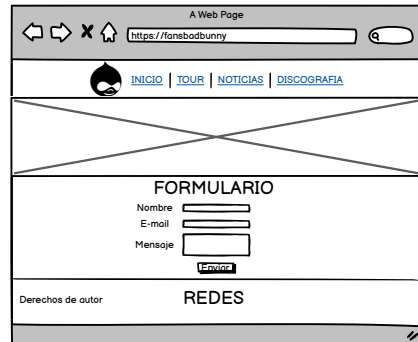 A Web Page
https://fansbadbunny
INICIO | TOUR | NOTICIAS | DISCOGRAFIA
FORMULARIO
Nombre
E-mail
Mensaje
Enviar
Derechos de autor
REDES